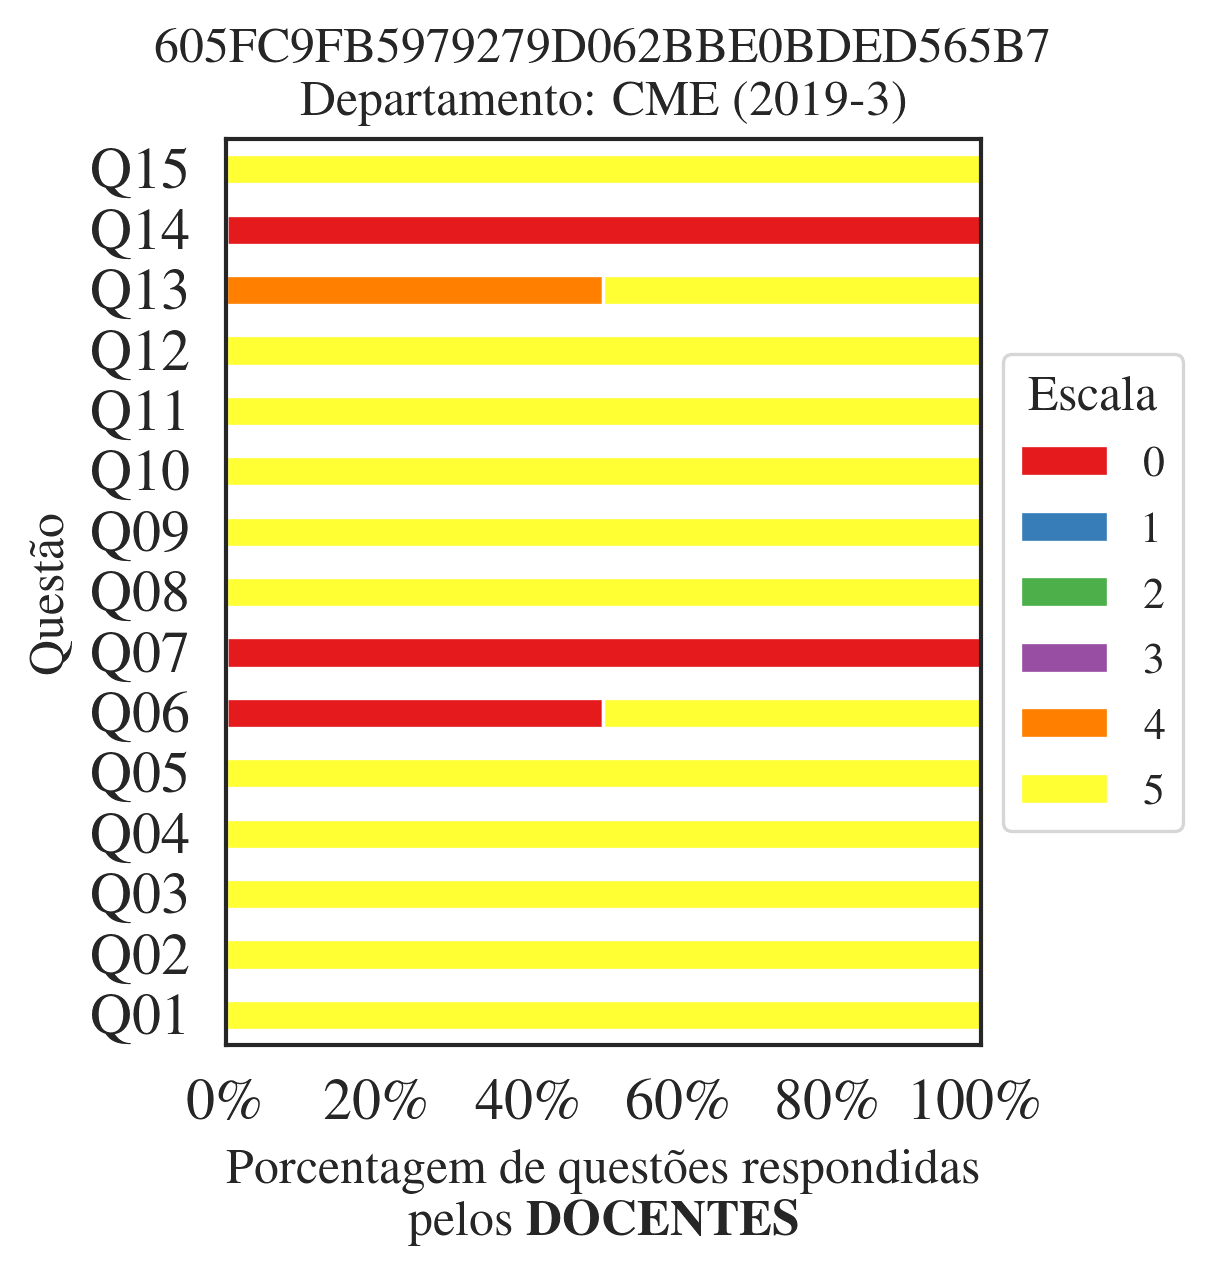 605FC9FB5979279D062BBE0BDED565B7
Departamento: CME (2019-3)
Q15
Q14
Q13
Q12
Q11
Q10
Q09
Q08
Q07
Q06
Q05
Q04
Q03
Q02
Q01
Questão
0% 20% 40% 60% 80% 100%
Porcentagem de questões respondidas
pelos DOCENTES
Escala
0
1
2
3
4
5